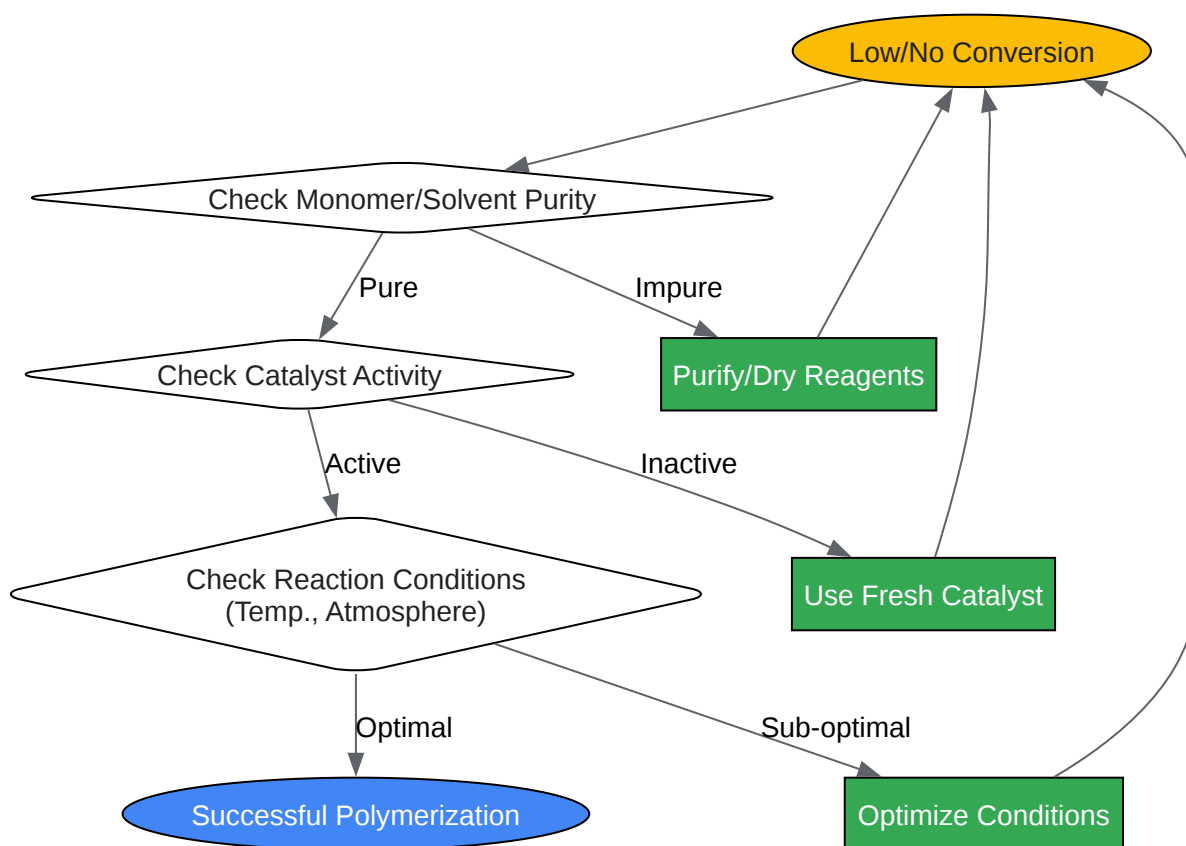 Low/No Conversion
Check Monomer/Solvent Purity
Pure
Impure
Check Catalyst Activity
Purify/Dry Reagents
Active
Inactive
Check Reaction Conditions
(Temp., Atmosphere)
Use Fresh Catalyst
Optimal
Sub-optimal
Successful Polymerization
Optimize Conditions